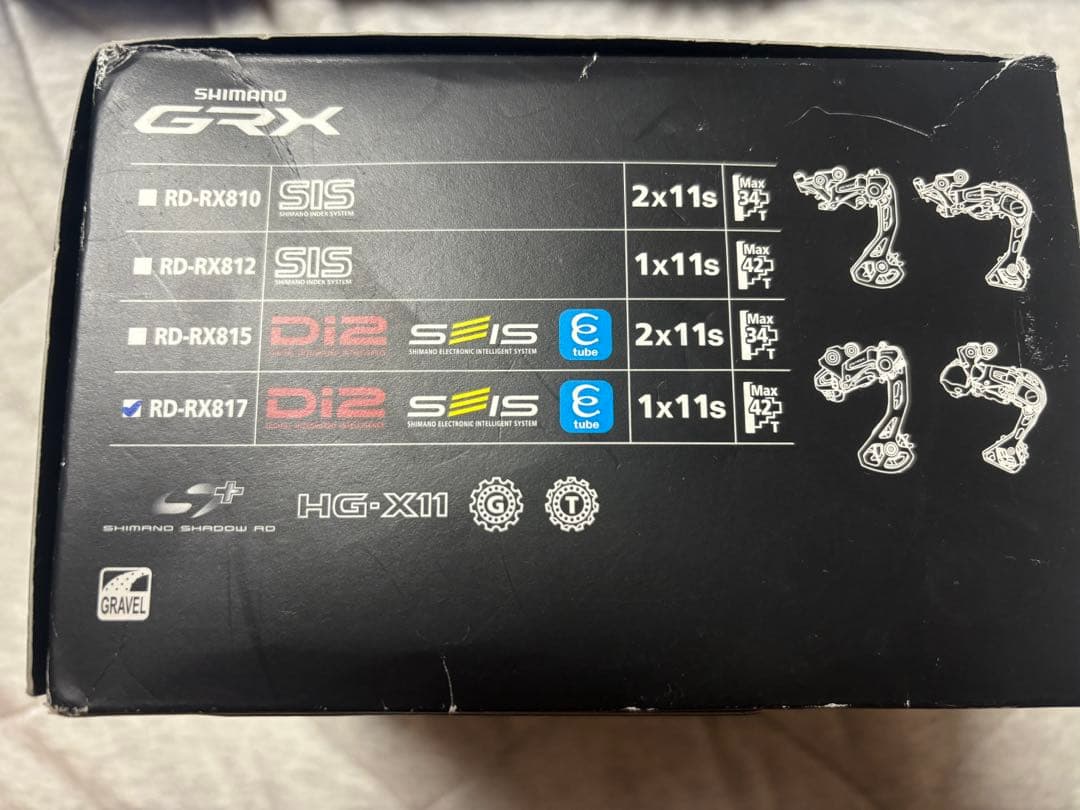 SHIMANO
GRX
RD-RX810 SIS SHIMANO INDEX SYSTEM 2x11s Max 34T
RD-RX812 SIS SHIMANO INDEX SYSTEM 1x11s Max 42T
RD-RX815 Di2 SEIS SHIMANO ELECTRONIC INTELLIGENT SYSTEM E tube 2x11s Max 34T
RD-RX817 Di2 SEIS SHIMANO ELECTRONIC INTELLIGENT SYSTEM E tube 1x11s Max 42T
S+ HG-X11 G T
SHIMANO SHADOW RD
GRAVEL